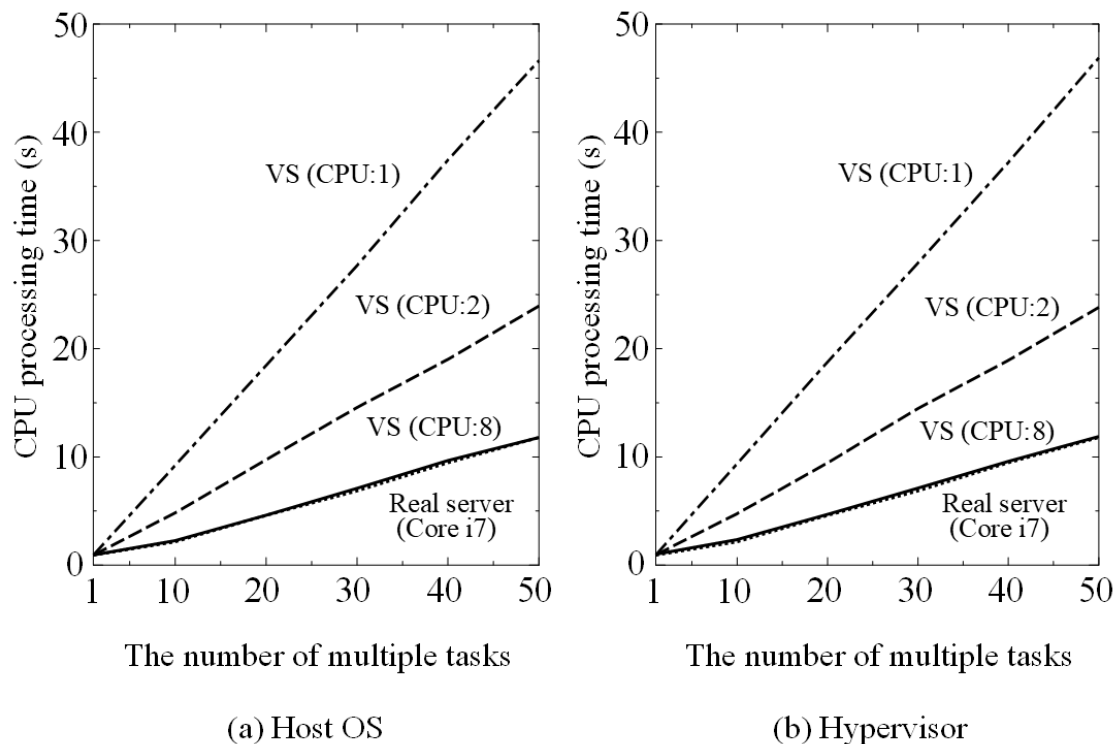 50
40
30
20
10
0
CPU processing time (s)
VS (CPU:1)
VS (CPU:2)
VS (CPU:8)
Real server
(Core i7)
1 10 20 30 40 50
The number of multiple tasks
(a) Host OS
50
40
30
20
10
0
CPU processing time (s)
VS (CPU:1)
VS (CPU:2)
VS (CPU:8)
Real server
(Core i7)
1 10 20 30 40 50
The number of multiple tasks
(b) Hypervisor